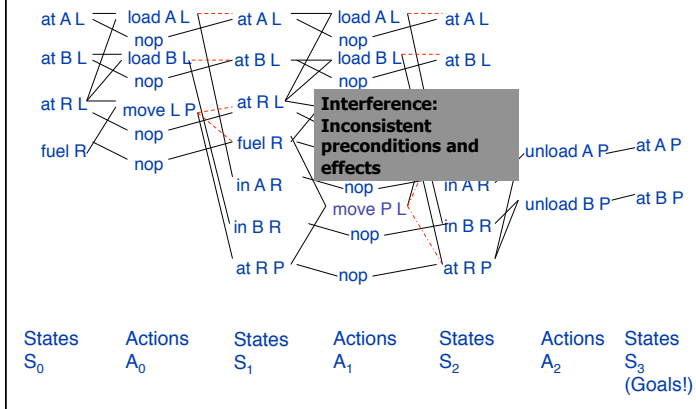 at A L load A L at A L load A L at A L
nop nop
at B L load B L at B L load B L at B L
nop nop
at R L move L P at R L
nop
fuel R nop fuel R
Interference:
Inconsistent
preconditions and
effects
unload A P at A P
in A R nop in A R
move P L unload B P at B P
in B R nop in B R
at R P nop at R P
States Actions States Actions States Actions States
S0 A0 S1 A1 S2 A2 S3
(Goals!)